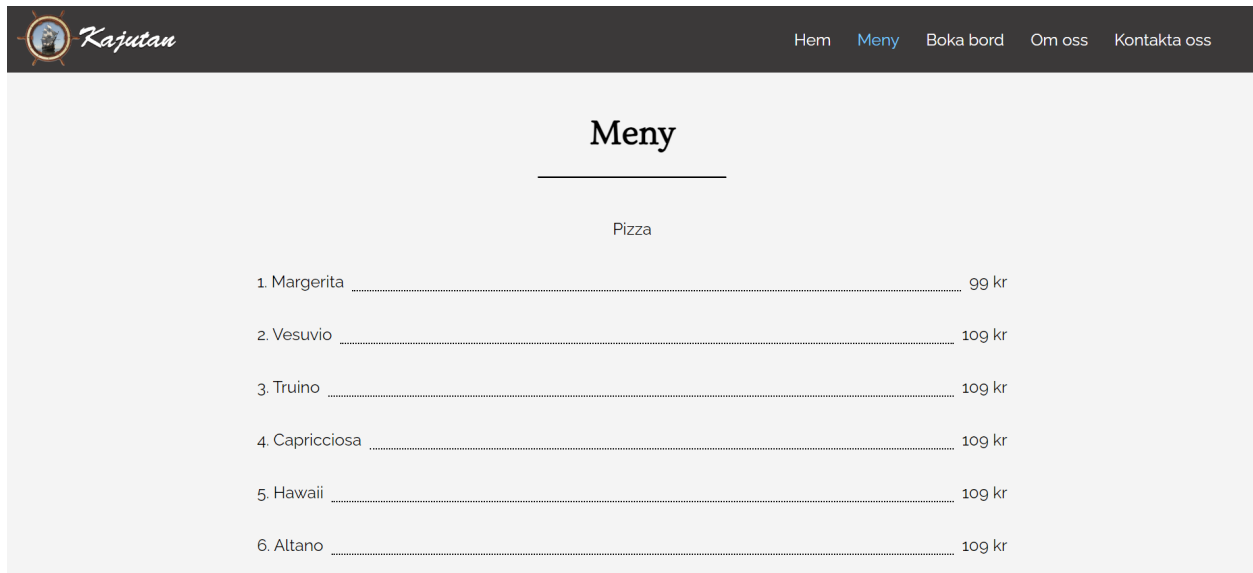 Kajutan
Hem Meny Boka bord Om oss Kontakta oss
Meny
Pizza
1. Margerita 99 kr
2. Vesuvio 109 kr
3. Truino 109 kr
4. Capricciosa 109 kr
5. Hawaii 109 kr
6. Altano 109 kr